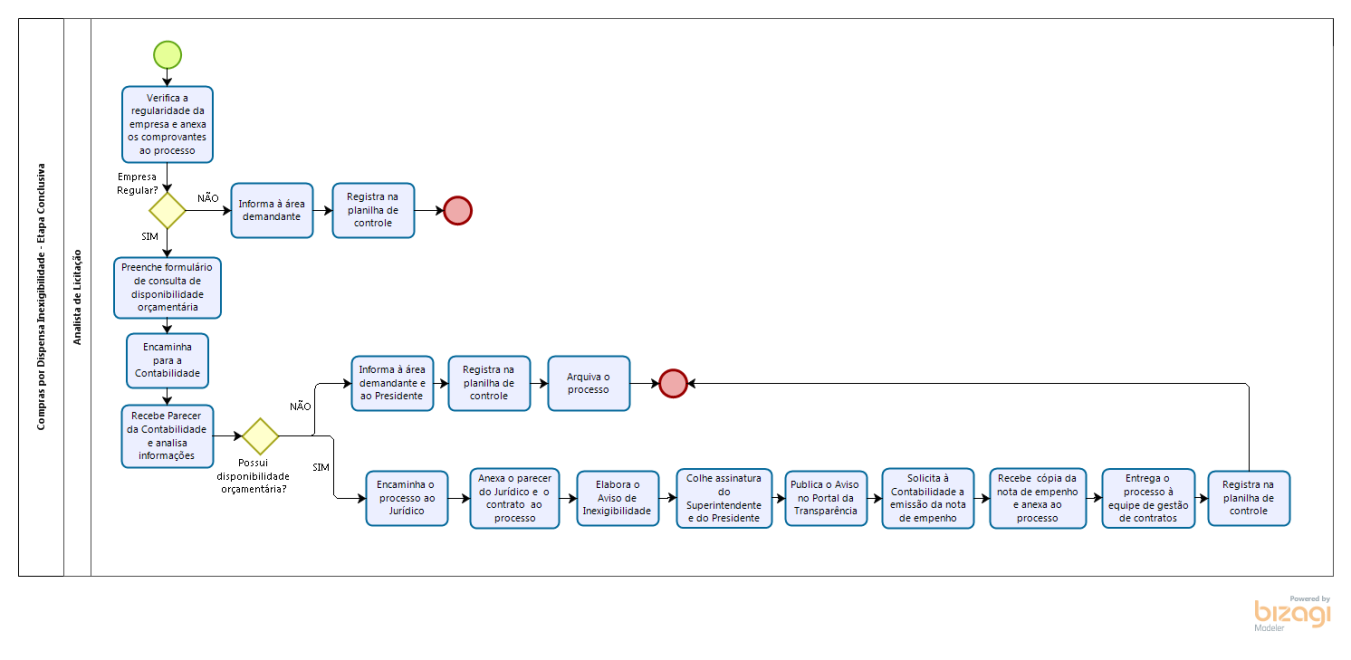 Compras por Dispensa Inexigibilidade - Etapa Conclusiva
Analista de Licitação
Verifica a
regularidade da
empresa e anexa
os comprovantes
ao processo
Empresa
Regular?
NÃO
Informa à área
demandante
Registra na
planilha de
controle
SIM
Preenche formulário
de consulta de
disponibilidade
orçamentária
Encaminha
para a
Contabilidade
Recebe Parecer
da Contabilidade
e analisa
informações
Possui
disponibilidade
orçamentária?
NÃO
Informa à área
demandante e
ao Presidente
Registra na
planilha de
controle
Arquiva o
processo
SIM
Encaminha o
processo ao
Jurídico
Anexa o parecer
do Jurídico e o
contrato ao
processo
Elabora o
Aviso de
Inexigibilidade
Colhe assinatura
do
Superintendente
e do Presidente
Publica o Aviso
no Portal da
Transparência
Solicita à
Contabilidade a
emissão da nota
de empenho
Recebe cópia da
nota de empenho
e anexa ao
processo
Entrega o
processo à
equipe de gestão
de contratos
Registra na
planilha de
controle
Powered by
bizagi
Modeler